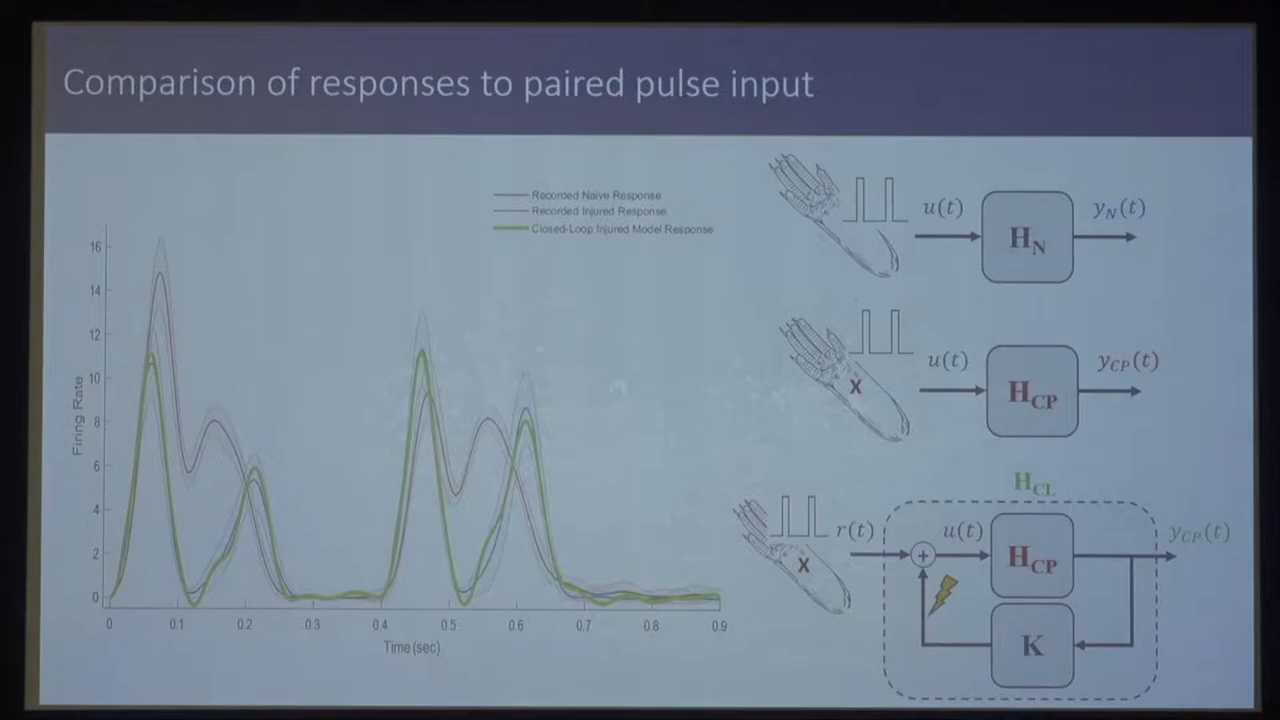 Comparison of responses to paired pulse input
Recorded Naive Response
Recorded Injured Response
Closed-Loop Injured Model Response
16
14
12
10
8
6
4
2
0
Firing Rate
0 0.1 0.2 0.3 0.4 0.5 0.6 0.7 0.8 0.9
Time (sec)
u(t) H_N y_N(t)
X u(t) H_CP y_CP(t)
H_CL
X r(t) + u(t) H_CP y_CP(t)
K